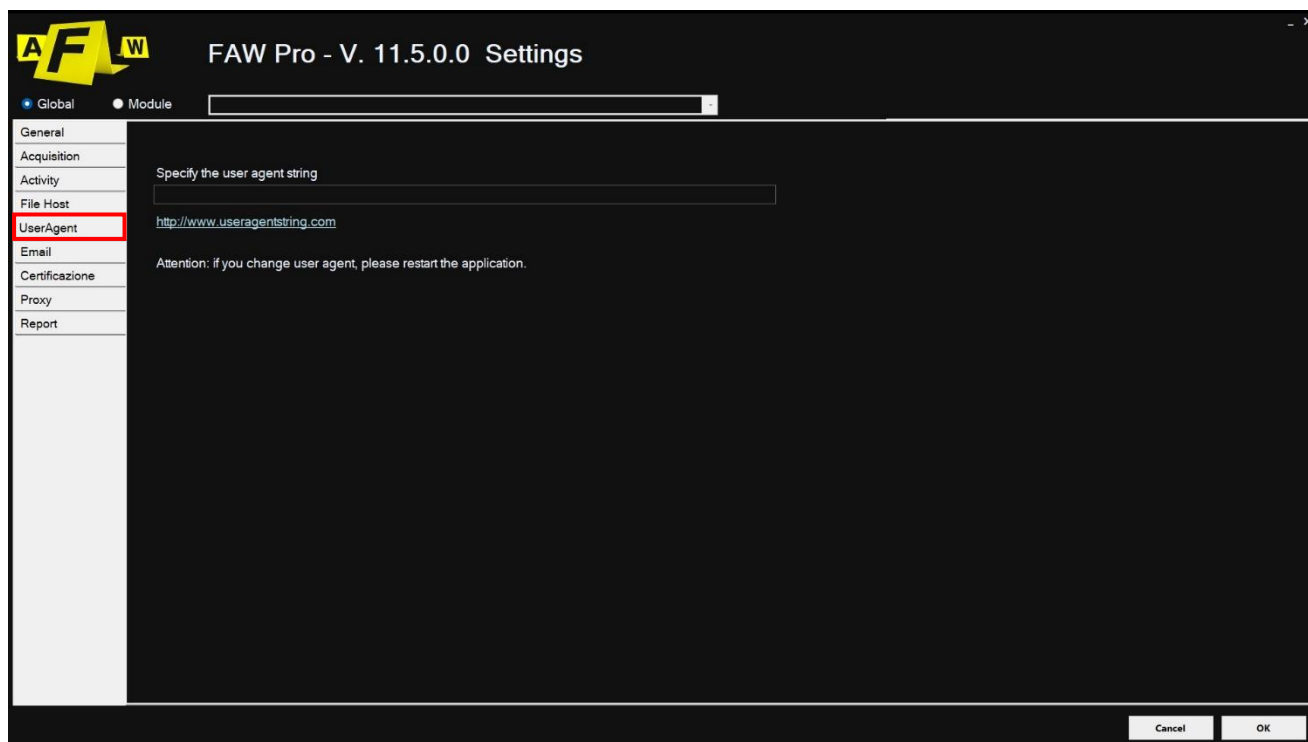 A F W
FAW Pro - V. 11.5.0.0 Settings
Global Module
General
Acquisition
Activity
File Host
UserAgent
Email
Certificazione
Proxy
Report
Specify the user agent string
http://www.useragentstring.com
Attention: if you change user agent, please restart the application.
Cancel OK